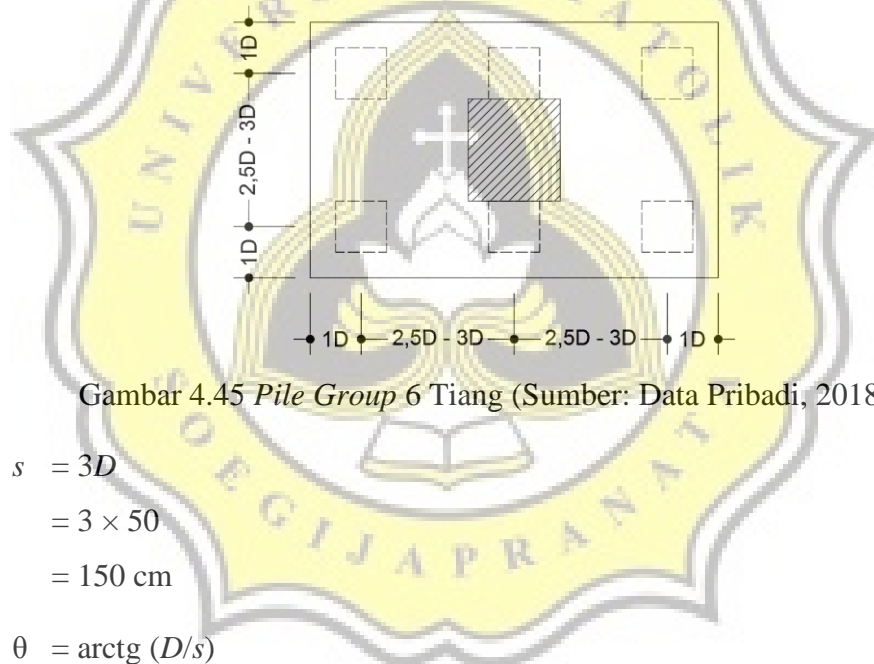 1D
2,5D - 3D
1D
1D 2,5D - 3D 2,5D - 3D 1D
Gambar 4.45 Pile Group 6 Tiang (Sumber: Data Pribadi, 2018
s = 3D
= 3 × 50
= 150 cm
θ = arctg (D/s)
SOEGIJAPRANATA